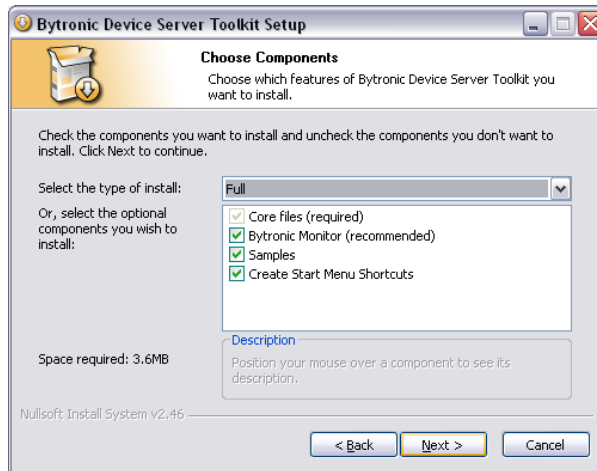 Bytronic Device Server Toolkit Setup
Choose Components
Choose which features of Bytronic Device Server Toolkit you
want to install.
Check the components you want to install and uncheck the components you don't want to
install. Click Next to continue.
Select the type of install:
Full
Or, select the optional
components you wish to
install:
Core files (required)
Bytronic Monitor (recommended)
Samples
Create Start Menu Shortcuts
Space required: 3.6MB
Description
Position your mouse over a component to see its
description.
Nullsoft Install System v2.46
< Back
Next >
Cancel